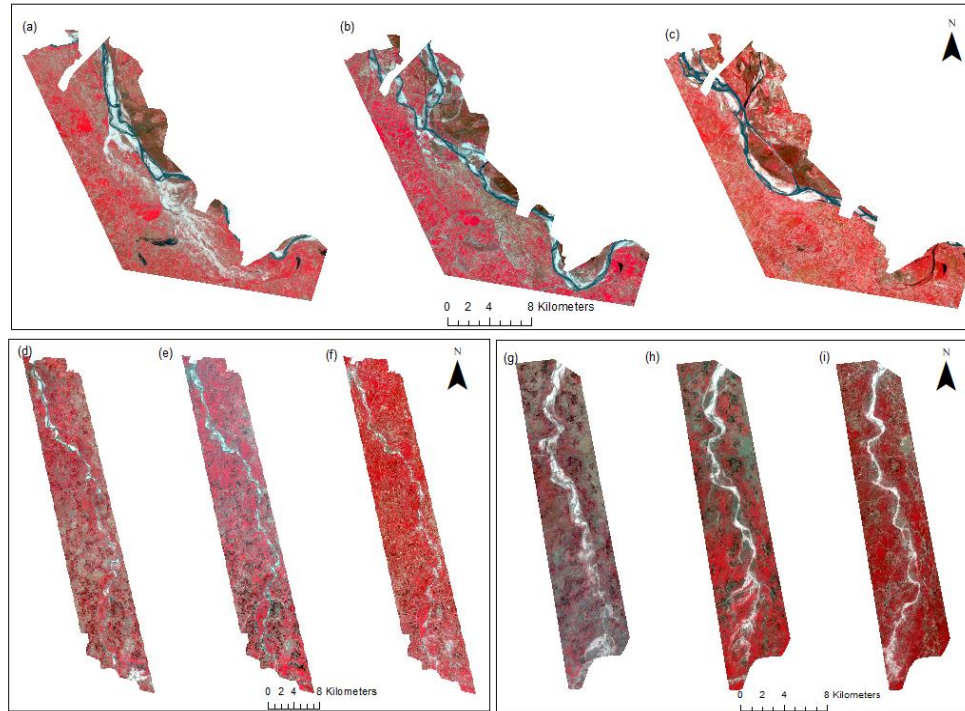 (a)
(b)
(c)
N
0 2 4 8 Kilometers
(d)
(e)
(f)
N
0 2 4 8 Kilometers
(g)
(h)
(i)
N
0 2 4 8 Kilometers